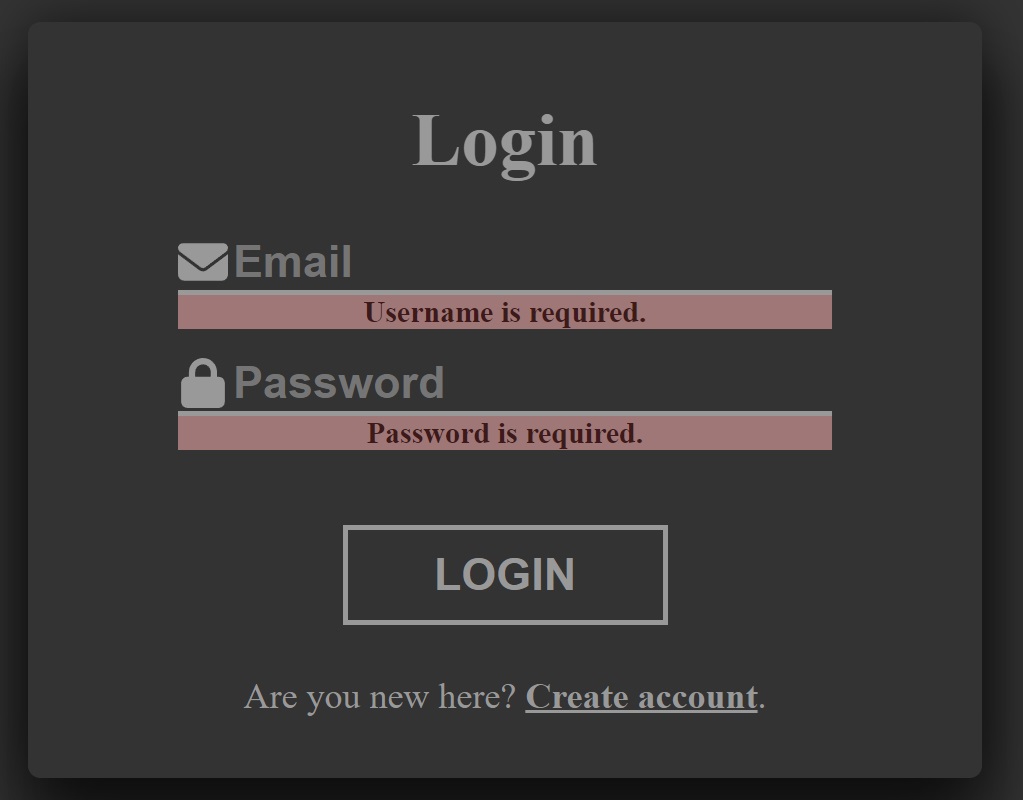 Login
Email
Username is required.
Password
Password is required.
LOGIN
Are you new here? Create account.